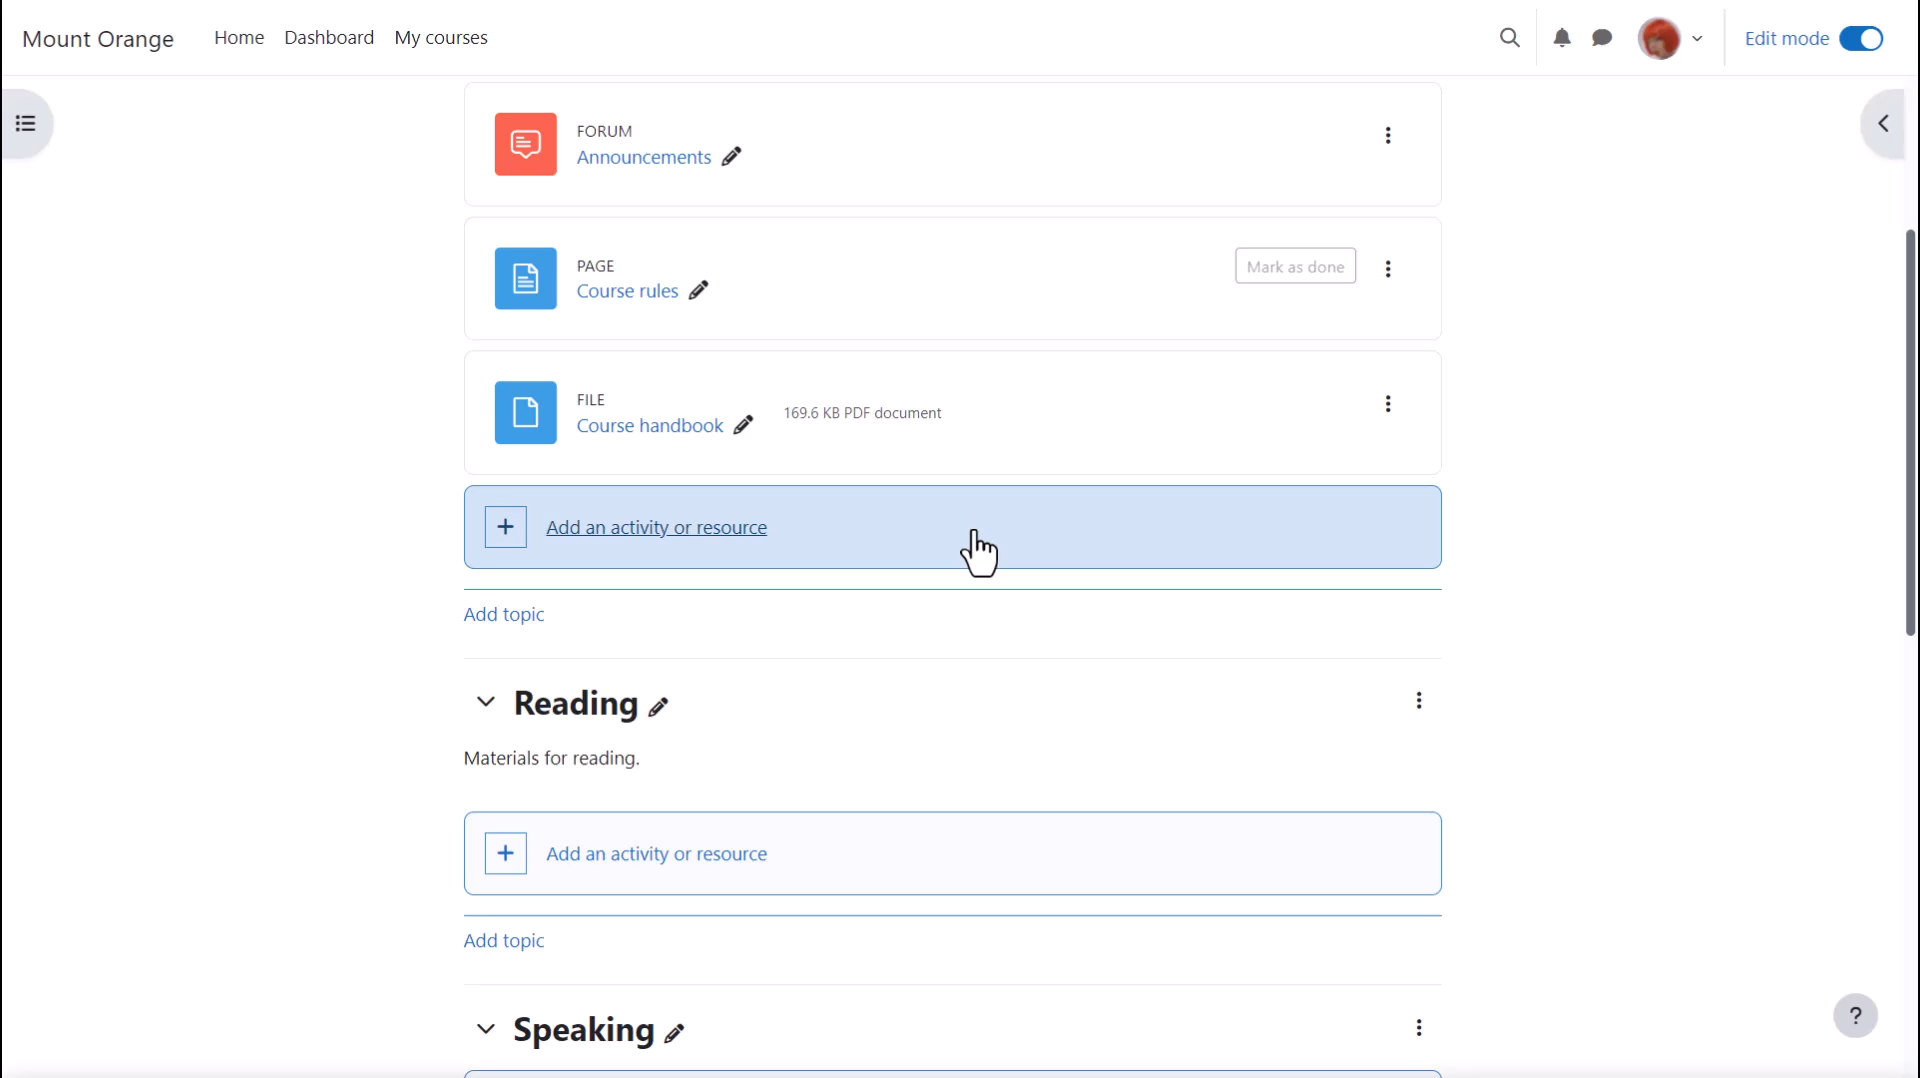 Mount Orange Home Dashboard My courses Edit mode
FORUM
Announcements
PAGE
Course rules
Mark as done
FILE
Course handbook
169.6 KB PDF document
+ Add an activity or resource
Add topic
Reading
Materials for reading.
+ Add an activity or resource
Add topic
Speaking
?